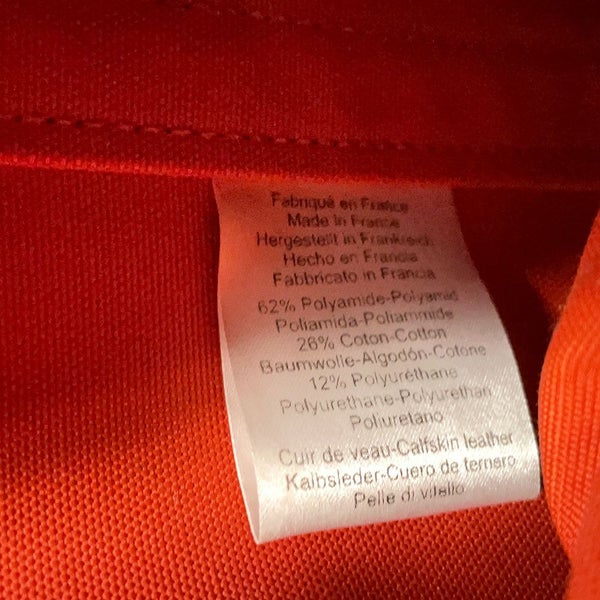 Fabriqué en France
Made In France
Hergestellt in Frankreich
Hecho en Francia
Fabbricato in Francia
62% Polyamide-Polyamid
Poliamida-Poliammide
26% Coton-Cotton
Baumwolle-Algodón-Cotone
12% Polyuréthane
Polyurethane-Polyurethan
Poliuretano
Cuir de veau-Calfskin leather
Kalbsleder-Cuero de ternero
Pelle di vitello